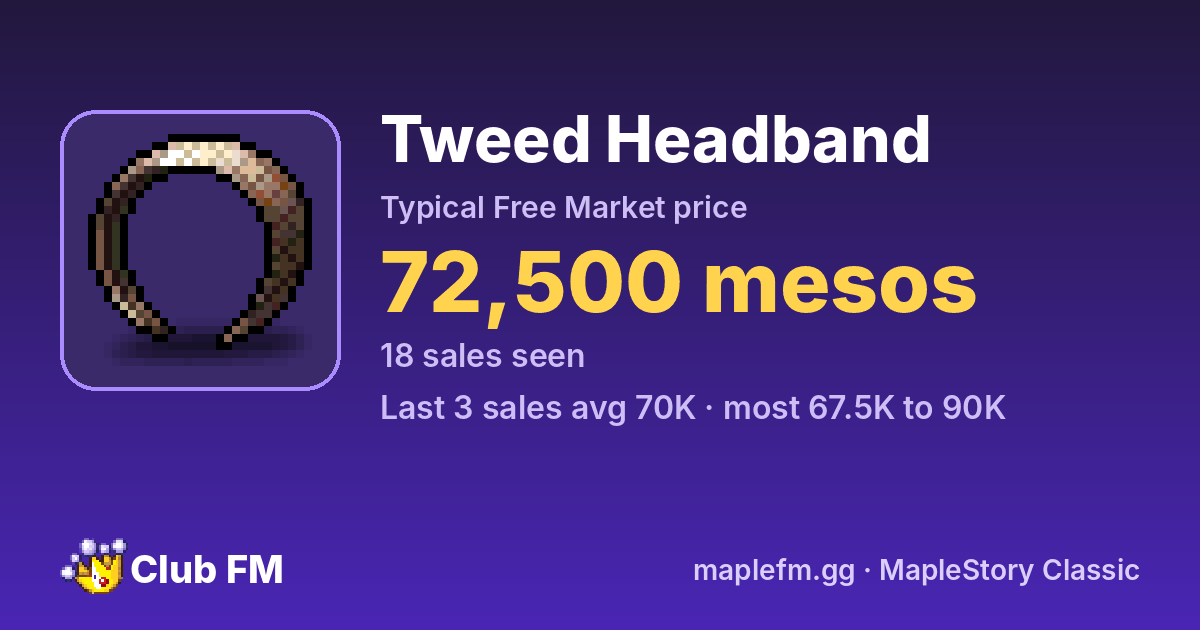 Tweed Headband
Typical Free Market price
72,500 mesos
18 sales seen
Last 3 sales avg 70K · most 67.5K to 90K
Club FM
maplefm.gg · MapleStory Classic